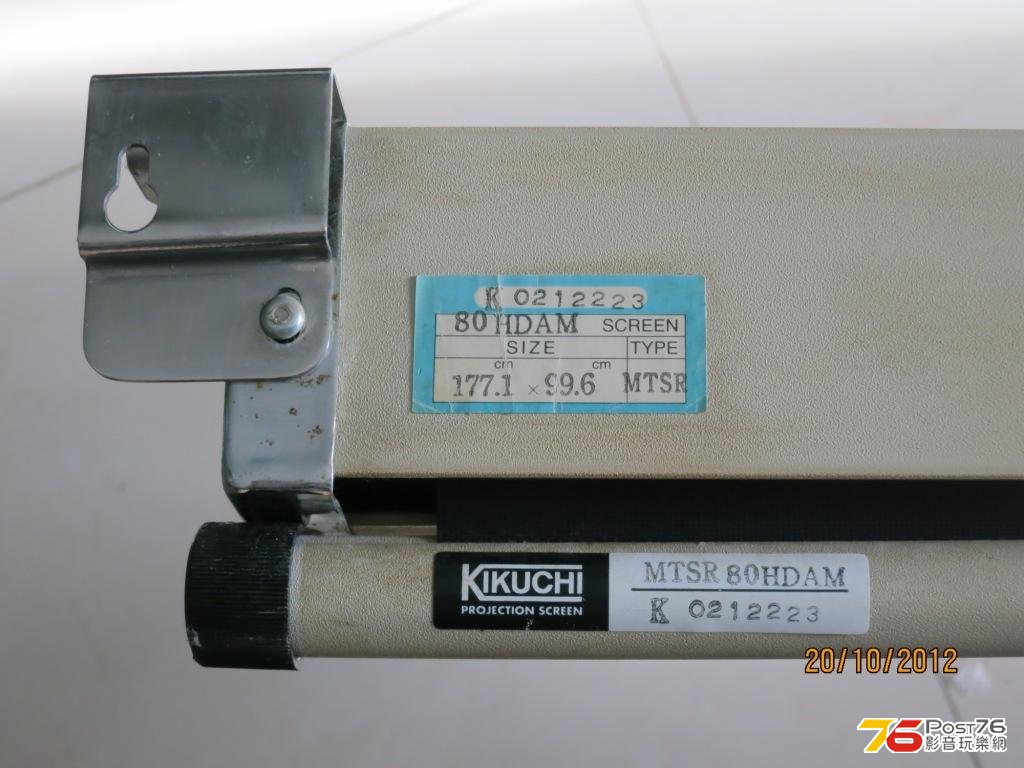 K 0212223
80HDAM SCREEN
SIZE TYPE
177.1 cm × 99.6 cm MTSR
KIKUCHI
PROJECTION SCREEN
MTSR 80HDAM
K 0212223
20/10/2012
76 Post76
影音玩樂網